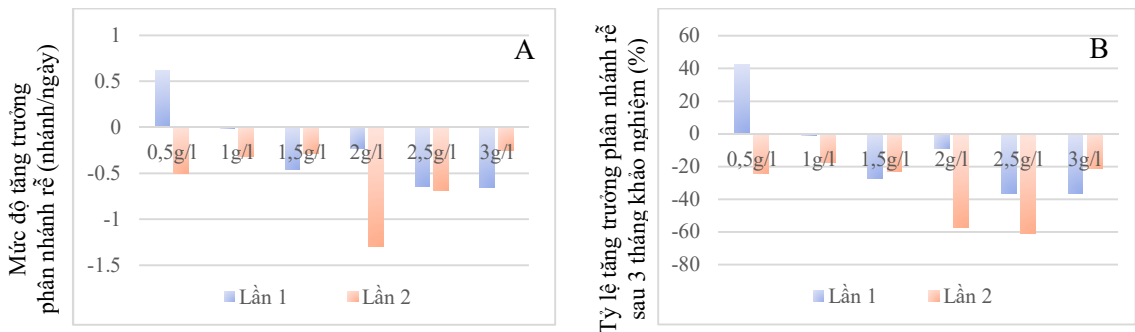 A
Mức độ tăng trưởng
phân nhánh rễ (nhánh/ngày)
1
0.5
0
-0.5
-1
-1.5
0,5g/l 1g/l 1,5g/l 2g/l 2,5g/l 3g/l
Lần 1 Lần 2
B
Tỷ lệ tăng trưởng phân nhánh rễ
sau 3 tháng khảo nghiệm (%)
60
40
20
0
-20
-40
-60
-80
0,5g/l 1g/l 1,5g/l 2g/l 2,5g/l 3g/l
Lần 1 Lần 2